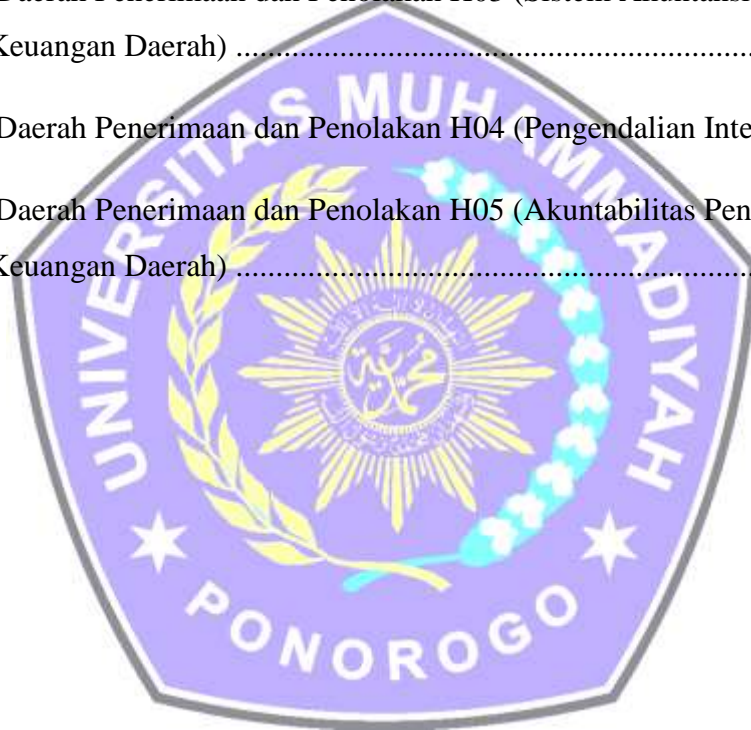 Daerah Penerimaan dan Penolakan H03 (Sistem Akuntansi
Keuangan Daerah) ....................................................................
Daerah Penerimaan dan Penolakan H04 (Pengendalian Inte
Daerah Penerimaan dan Penolakan H05 (Akuntabilitas Pen
Keuangan Daerah) ....................................................................
UNIVERSITAS MUHAMMADIYAH
PONOROGO